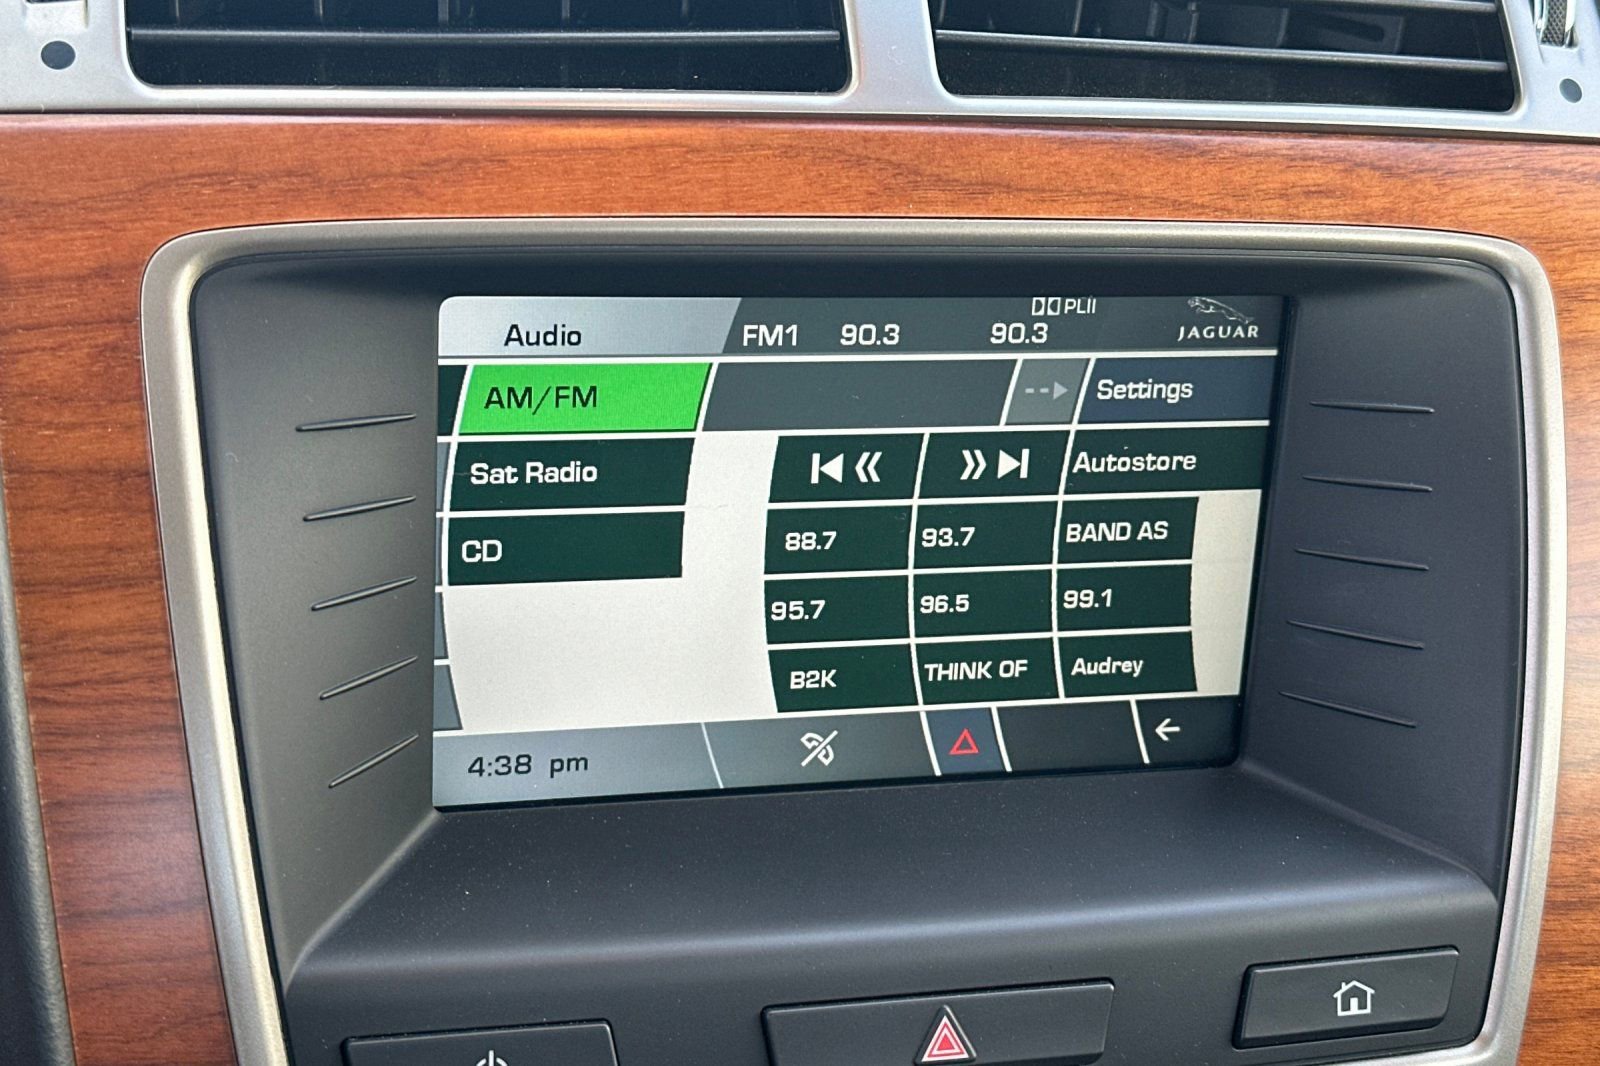 PLII
Audio FM1 90.3 90.3 JAGUAR
AM/FM Settings
Sat Radio Autostore
CD 88.7 93.7 BAND AS
95.7 96.5 99.1
B2K THINK OF Audrey
4:38 pm